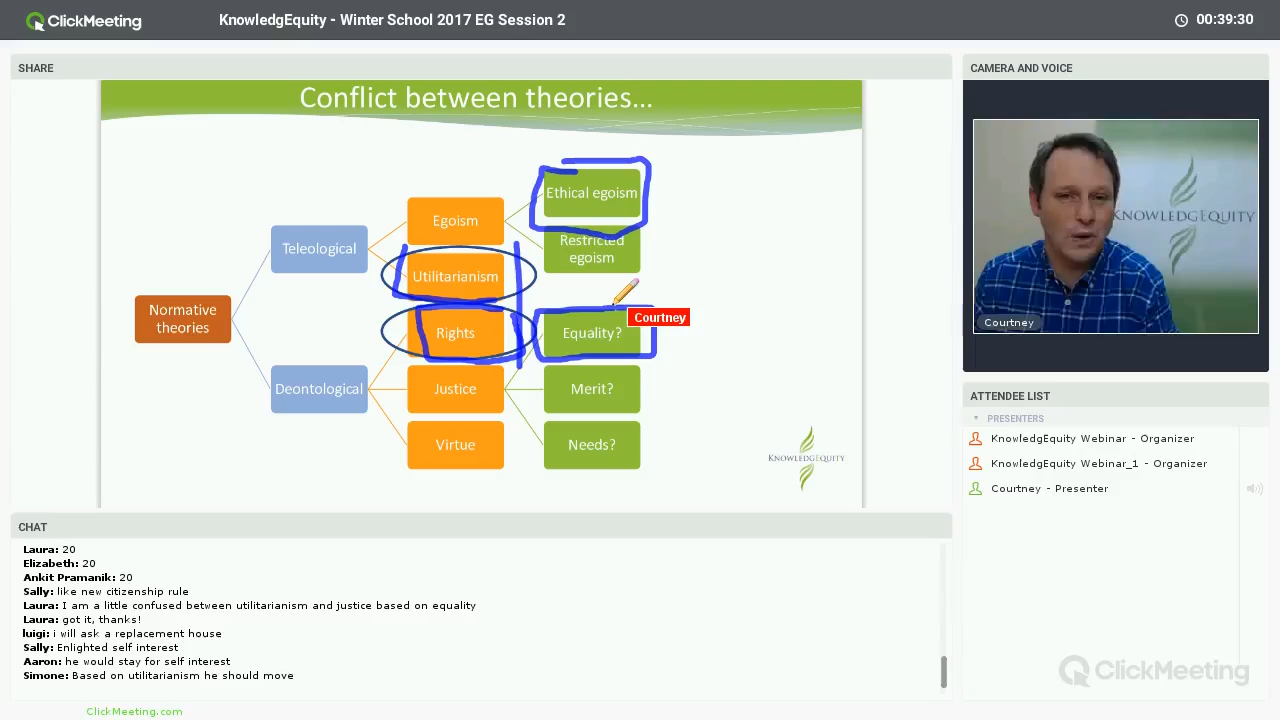 ClickMeeting
KnowledgEquity - Winter School 2017 EG Session 2
00:39:30
SHARE
CAMERA AND VOICE
Conflict between theories...
Ethical egoism
Egoism
Teleological
Restricted
egoism
Utilitarianism
Normative
theories
Courtney
Rights
Equality?
Deontological
Justice
Merit?
Virtue
Needs?
KNOWLEDGEQUITY
KNOWLEDGEQUITY
Courtney
ATTENDEE LIST
PRESENTERS
KnowledgEquity Webinar - Organizer
KnowledgEquity Webinar_1 - Organizer
Courtney - Presenter
CHAT
Laura: 20
Elizabeth: 20
Ankit Pramanik: 20
Sally: like new citizenship rule
Laura: I am a little confused between utilitarianism and justice based on equality
Laura: got it, thanks!
luigi: i will ask a replacement house
Sally: Enlighted self interest
Aaron: he would stay for self interest
Simone: Based on utilitarianism he should move
ClickMeeting
ClickMeeting.com